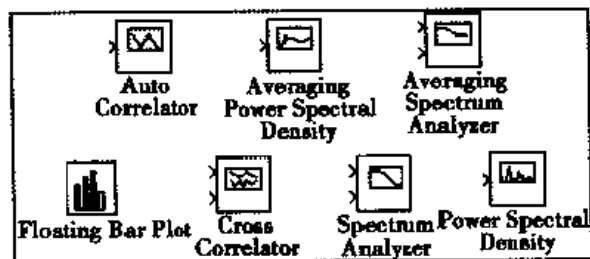 Auto
Correlator
Averaging
Power Spectral
Density
Averaging
Spectrum
Analyzer
Floating Bar Plot
Cross
Correlator
Spectrum
Analyzer
Power Spectral
Density